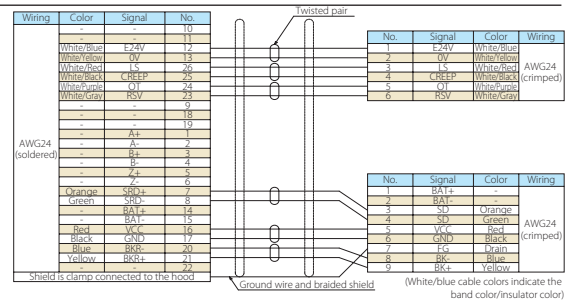 Twisted pair
Wiring Color Signal No.
- - 10
- - 11
White/Blue E24V 12
White/Yellow 0V 13
White/Red LS 26
White/Black CREEP 25
White/Purple OT 24
White/Gray RSV 23
- - 9
- - 18
- - 19
- A+ 1
- A- 2
- B+ 3
- B- 4
- Z+ 5
- Z- 6
Orange SRD+ 7
Green SRD- 8
- BAT+ 14
- BAT- 15
Red VCC 16
Black GND 17
Blue BKR- 20
Yellow BKR+ 21
- - 22
AWG24
(soldered)
Shield is clamp connected to the hood
Ground wire and braided shield
No. Signal Color Wiring
1 E24V White/Blue
2 0V White/Yellow
3 LS White/Red
4 CREEP White/Black
5 OT White/Purple
6 RSV White/Gray
AWG24
(crimped)
No. Signal Color Wiring
1 BAT+ -
2 BAT- -
3 SD Orange
4 SD Green
5 VCC Red
6 GND Black
7 FG Drain
8 BK- Blue
9 BK+ Yellow
AWG24
(crimped)
(White/blue cable colors indicate the
band color/insulator color)